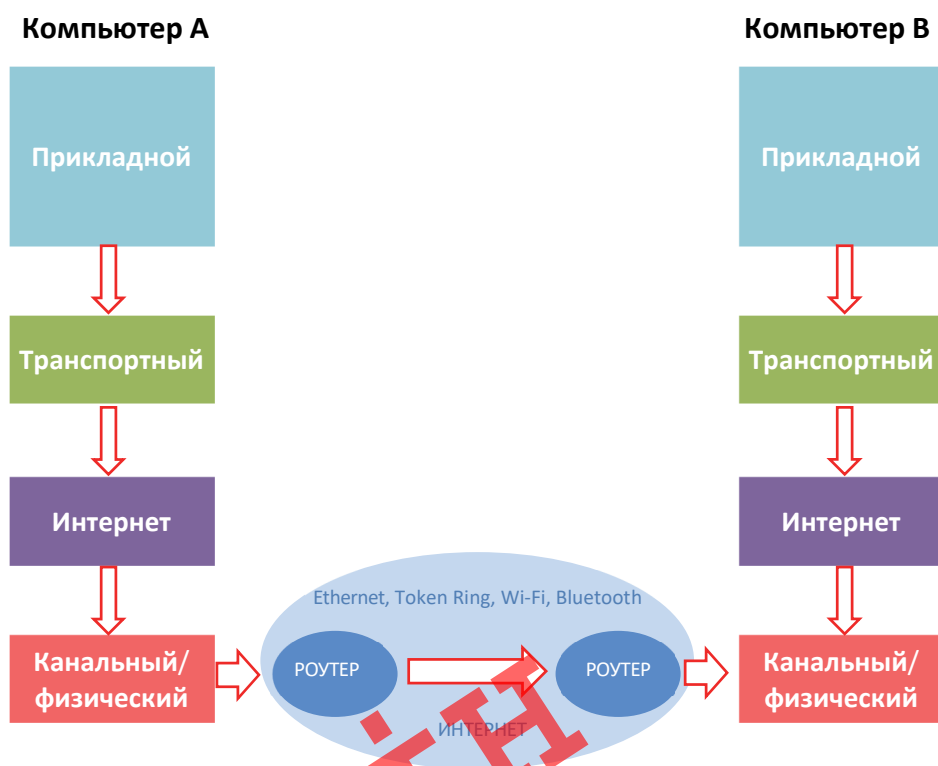 Компьютер А
Компьютер В
Прикладной
Прикладной
Транспортный
Транспортный
Интернет
Интернет
Ethernet, Token Ring, Wi-Fi, Bluetooth
Канальный/
физический
РОУТЕР
РОУТЕР
Канальный/
физический
ИНТЕРНЕТ